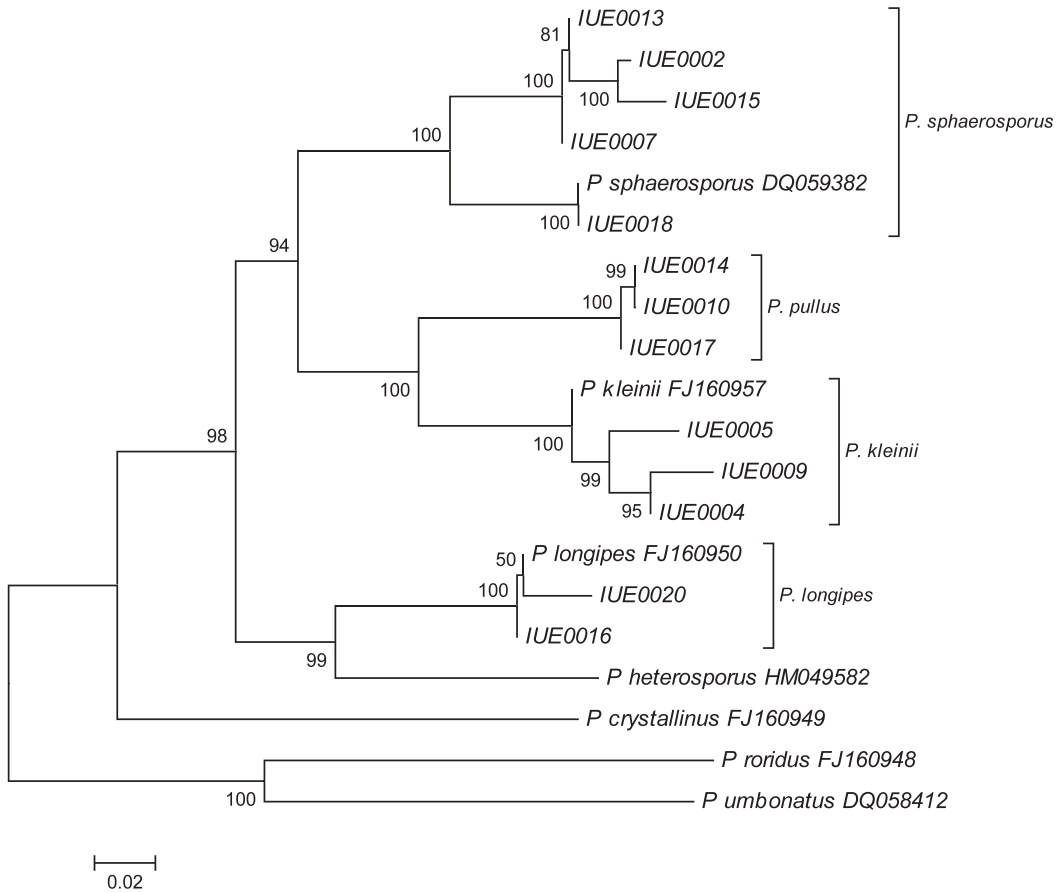 IUE0013
81
IUE0002
100
100
IUE0015
P. sphaerosporus
100
IUE0007
P sphaerosporus DQ059382
100
IUE0018
94
IUE0014
99
100
IUE0010
P. pullus
IUE0017
100
P kleinii FJ160957
IUE0005
98
100
P. kleinii
IUE0009
99
95
IUE0004
P longipes FJ160950
50
100
IUE0020
P. longipes
IUE0016
99
P heterosporus HM049582
P crystallinus FJ160949
P roridus FJ160948
100
P umbonatus DQ058412
0.02